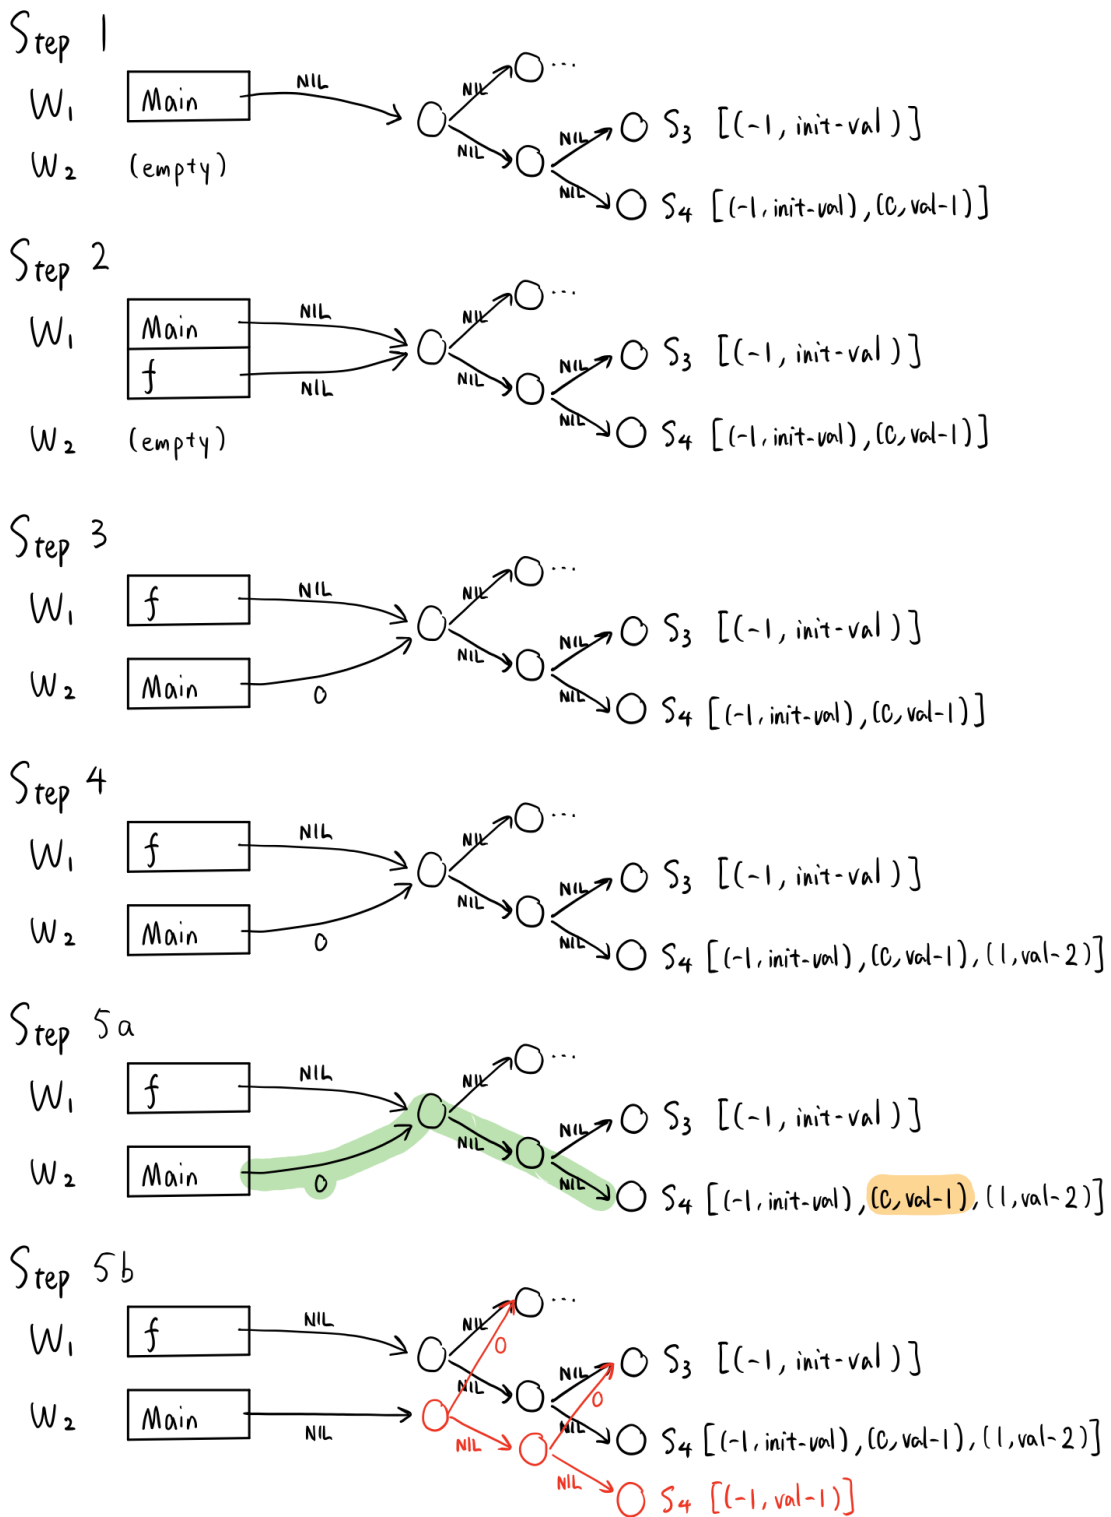 Step 1
NIL
NIL ...
W1 Main
NIL NIL S3 [(-1, init-val)]
W2 (empty)
NIL S4 [(-1, init-val), (0, val-1)]
Step 2
NIL
NIL ...
W1 Main
f
NIL
NIL NIL S3 [(-1, init-val)]
W2 (empty)
NIL S4 [(-1, init-val), (0, val-1)]
Step 3
NIL
NIL ...
W1 f
NIL NIL S3 [(-1, init-val)]
W2 Main
0
NIL S4 [(-1, init-val), (0, val-1)]
Step 4
NIL
NIL ...
W1 f
NIL NIL S3 [(-1, init-val)]
W2 Main
0
NIL S4 [(-1, init-val), (0, val-1), (1, val-2)]
Step 5a
NIL
NIL ...
W1 f
NIL NIL S3 [(-1, init-val)]
W2 Main
0
NIL S4 [(-1, init-val), (0, val-1), (1, val-2)]
Step 5b
NIL
NIL ...
0
W1 f
NIL NIL S3 [(-1, init-val)]
0
W2 Main
NIL
NIL S4 [(-1, init-val), (0, val-1), (1, val-2)]
NIL
NIL S4 [(-1, val-1)]